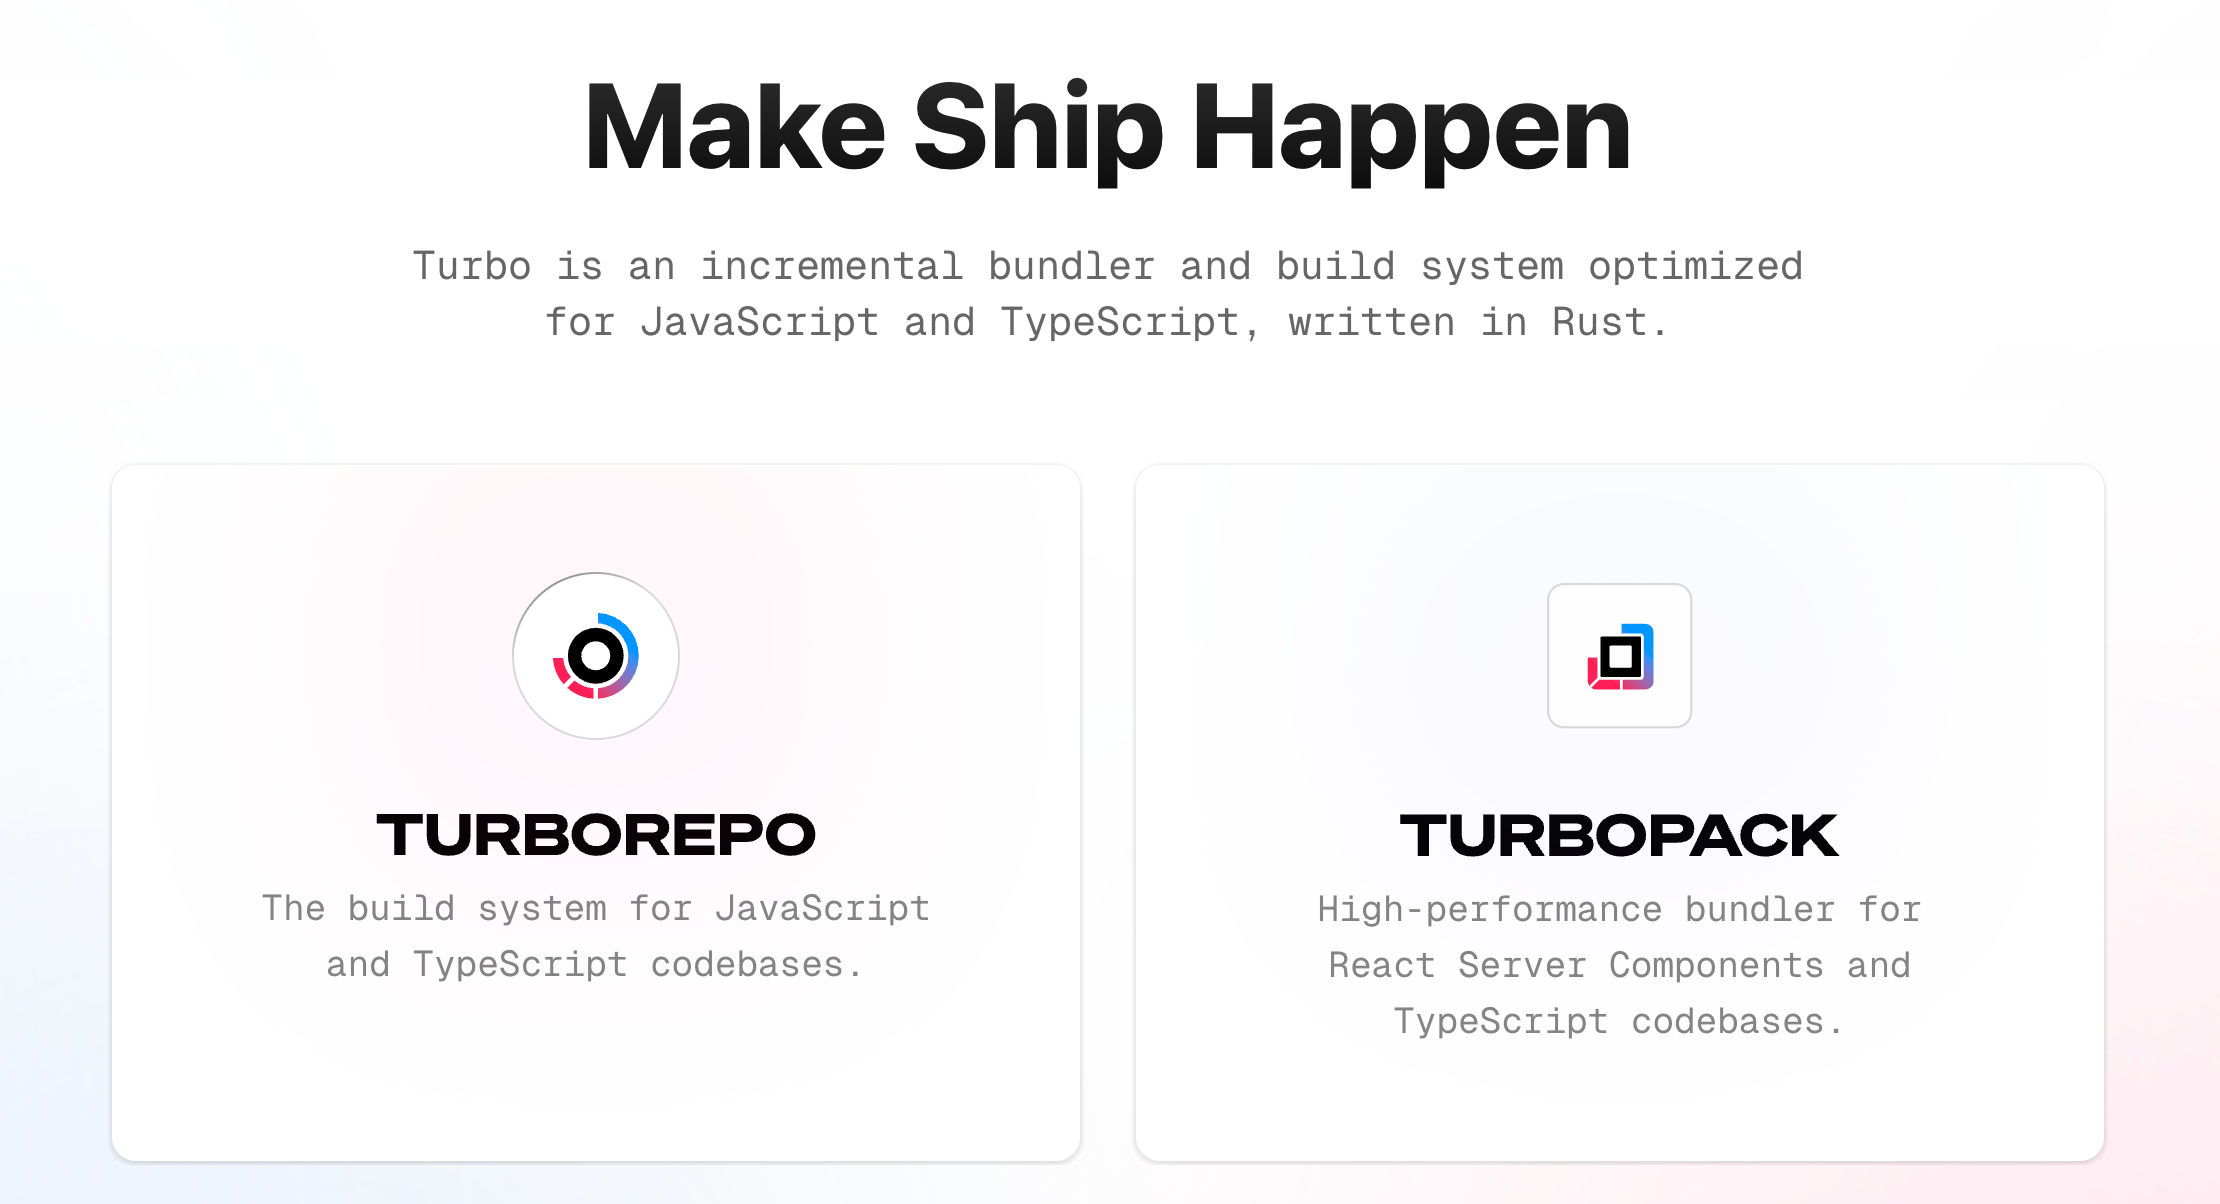 Make Ship Happen
Turbo is an incremental bundler and build system optimized
for JavaScript and TypeScript, written in Rust.
TURBOREPO
The build system for JavaScript
and TypeScript codebases.
TURBOPACK
High-performance bundler for
React Server Components and
TypeScript codebases.